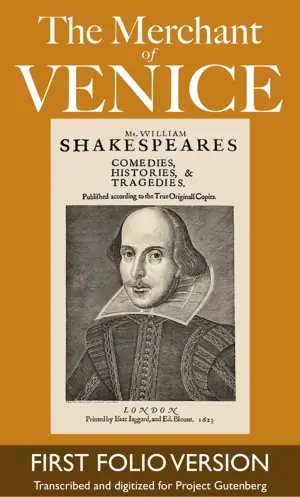 The Merchant
of
VENICE
Mr. WILLIAM
SHAKESPEARES
COMEDIES,
HISTORIES, &
TRAGEDIES.
Published according to the True Originall Copies.
LONDON
Printed by Isaac Iaggard, and Ed. Blount. 1623.
FIRST FOLIO VERSION
Transcribed and digitized for Project Gutenberg